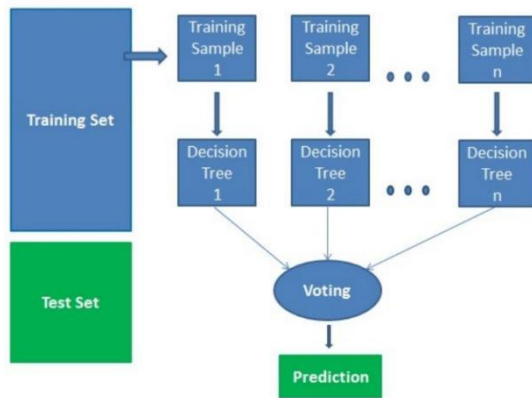 Training Set
Training
Sample
1
Training
Sample
2
Training
Sample
n
Decision
Tree
1
Decision
Tree
2
Decision
Tree
n
Test Set
Voting
Prediction